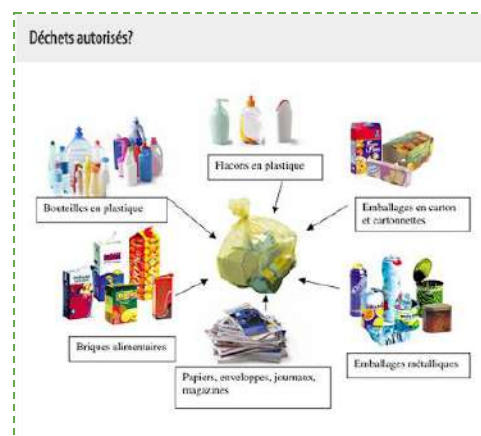 Déchets autorisés?
Flacons en plastique
Bouteilles en plastique
Emballages en carton
et cartonnettes
Briques alimentaires
Papiers, enveloppes, journaux,
magazines
Emballages métalliques